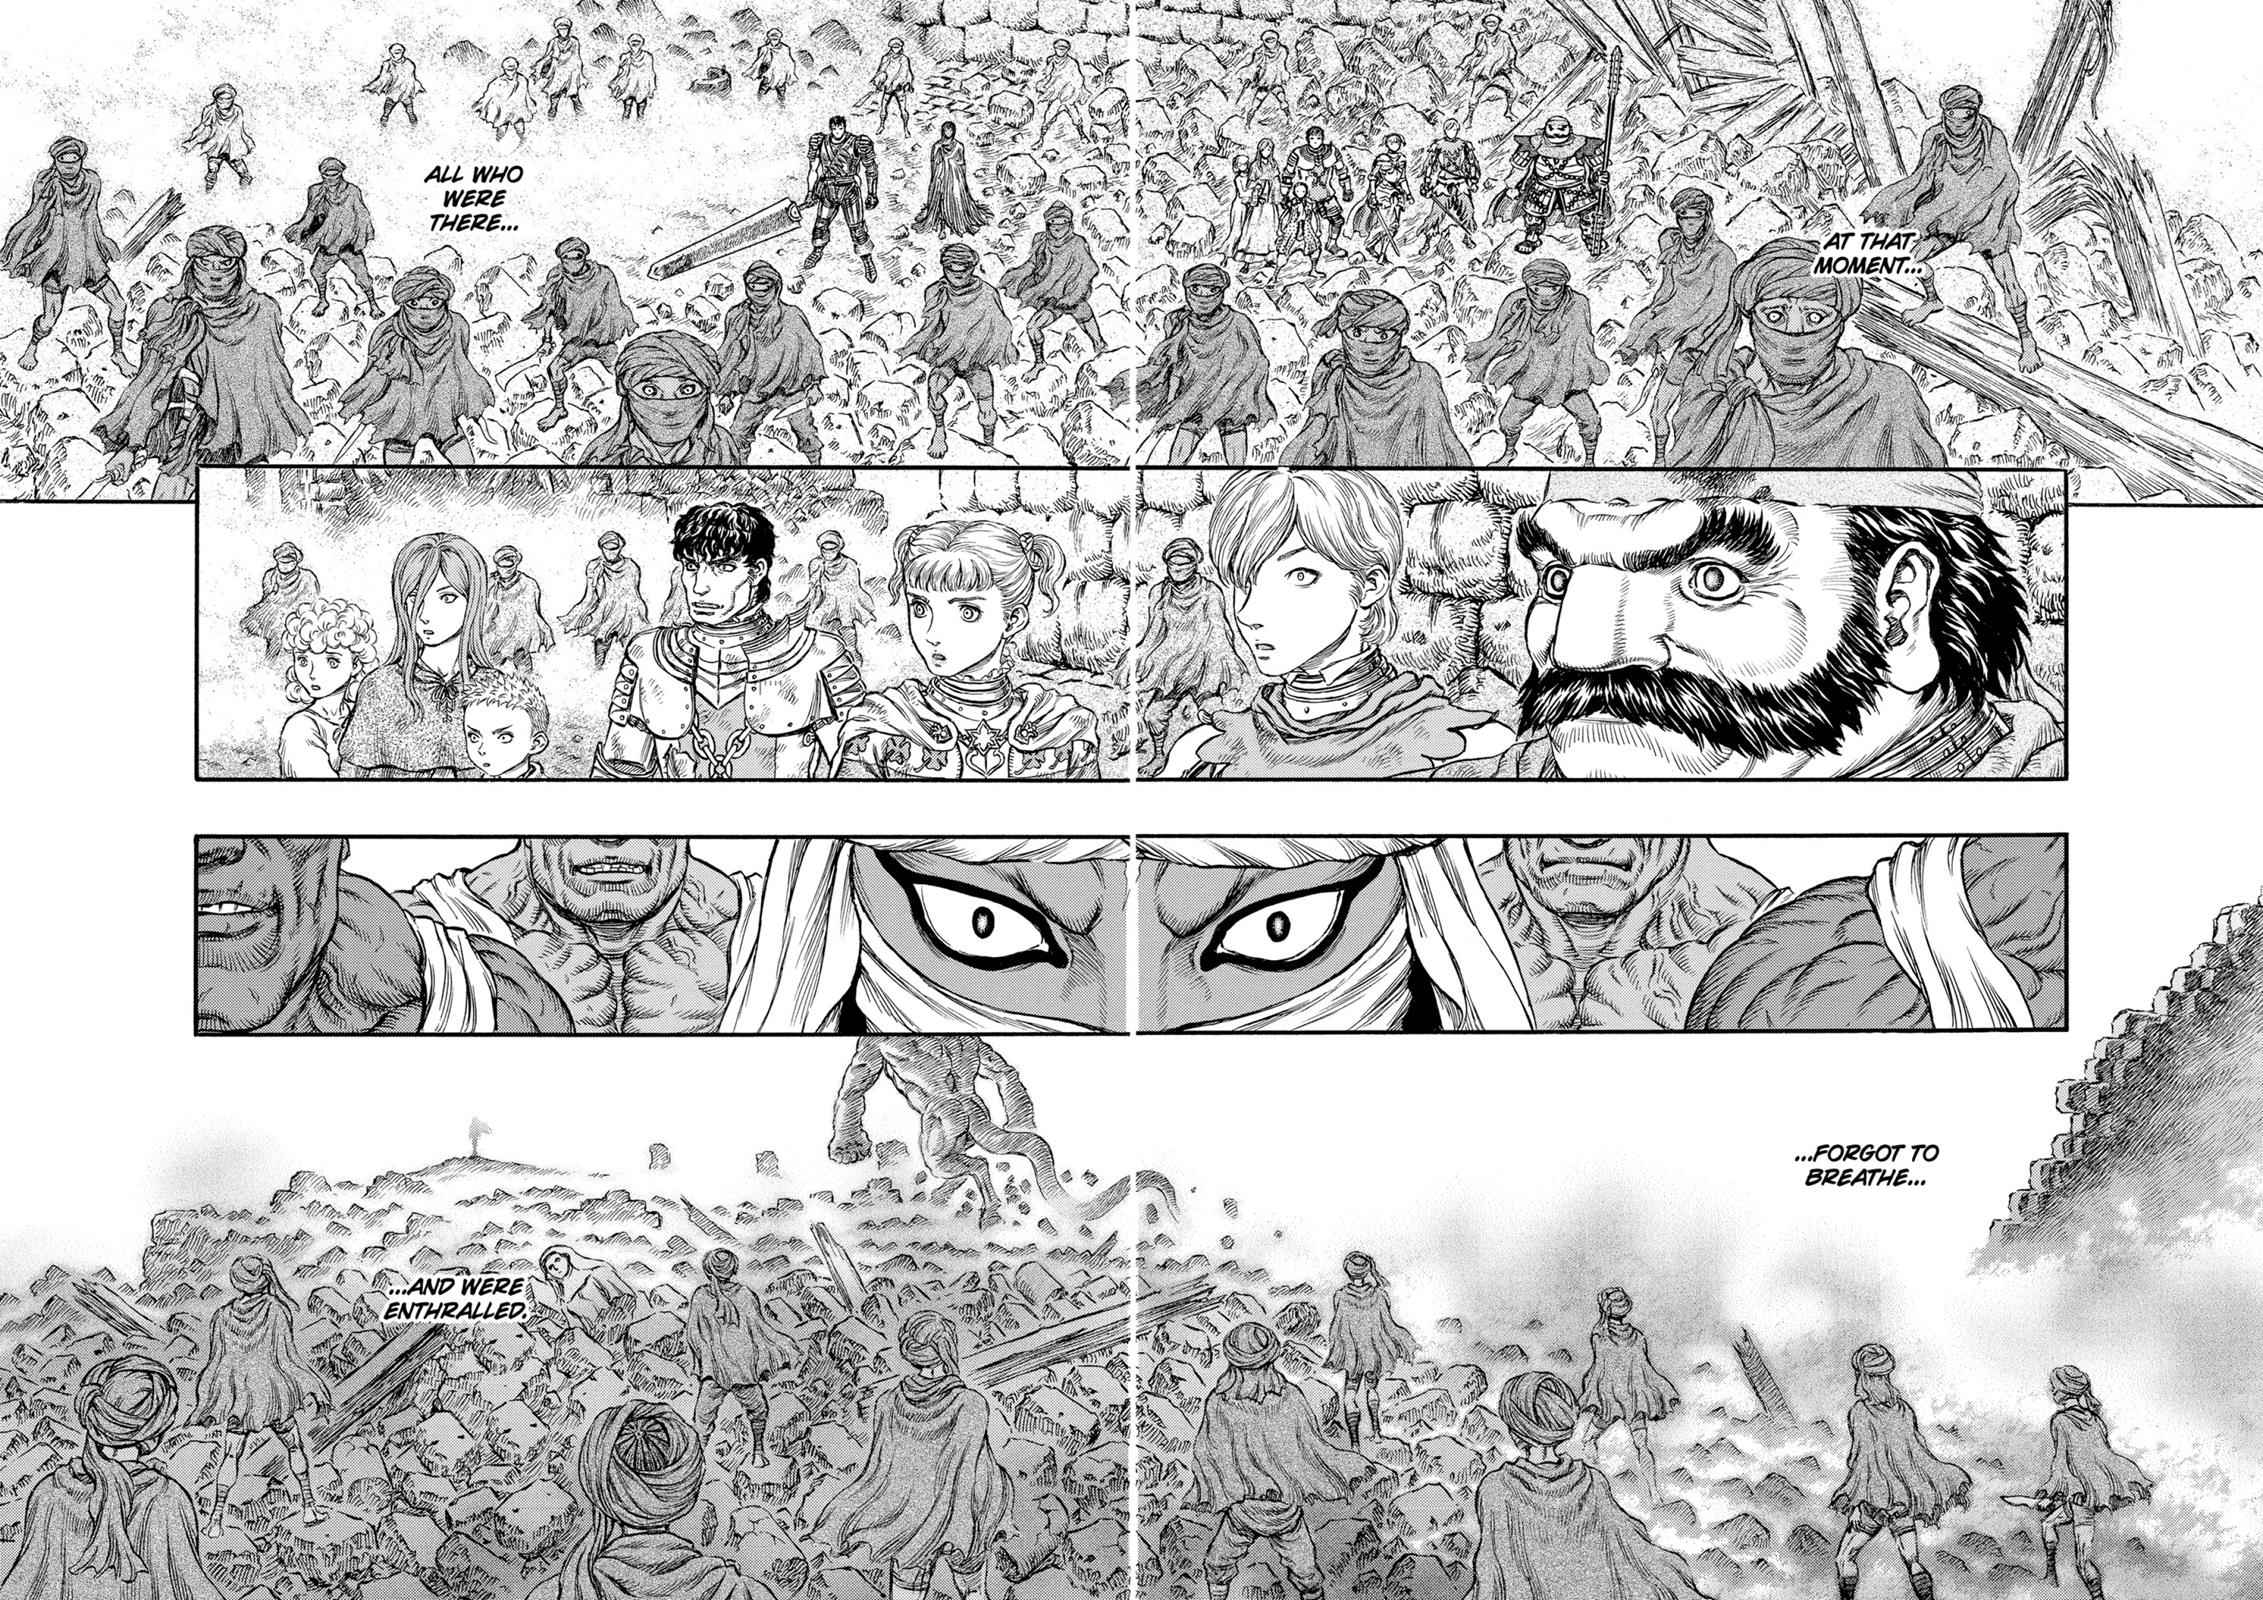 AT THAT
MOMENT...
ALL WHO
WERE
THERE...
...FORGOT TO
BREATHE...
...AND WERE
ENTHRALLED.